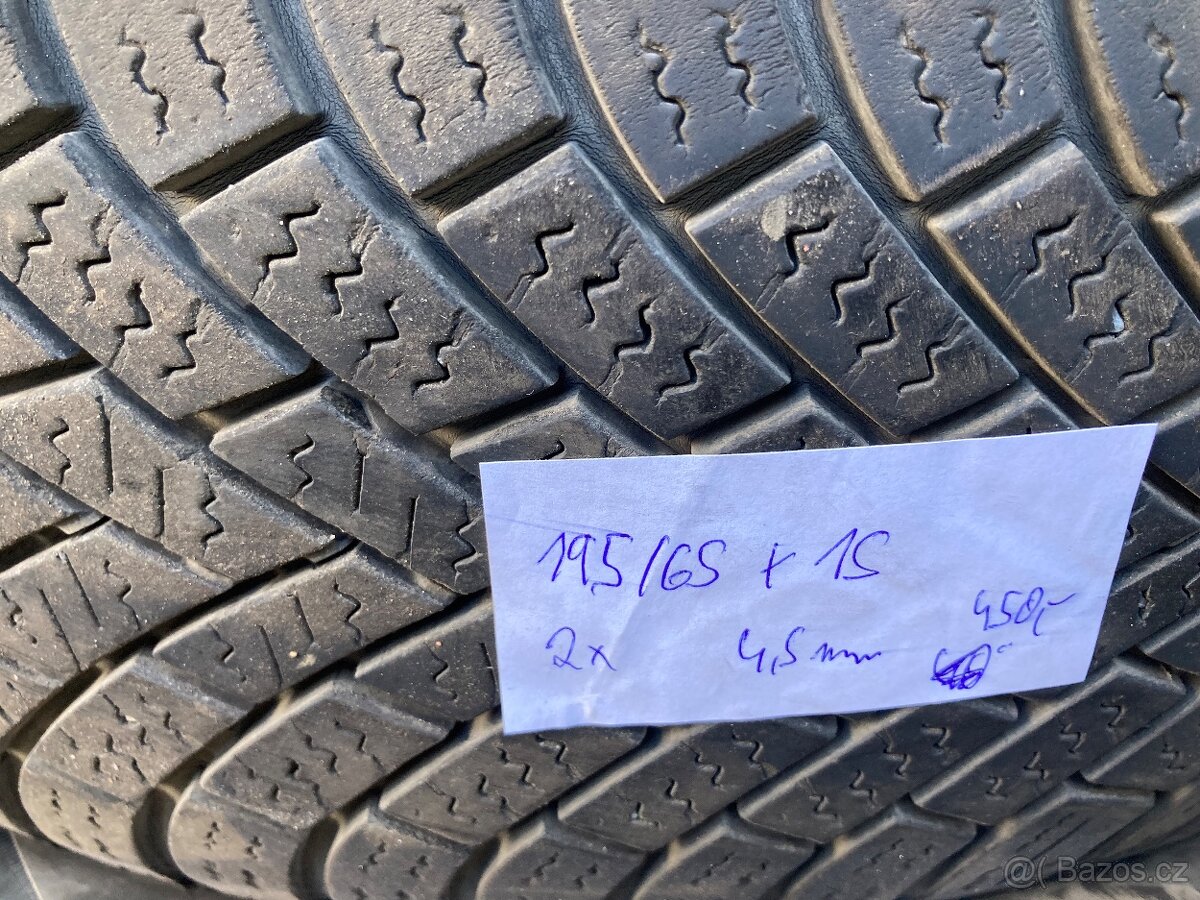 195/65 x 15
450,-
2x 4,5 mm
@( Bazos.cz